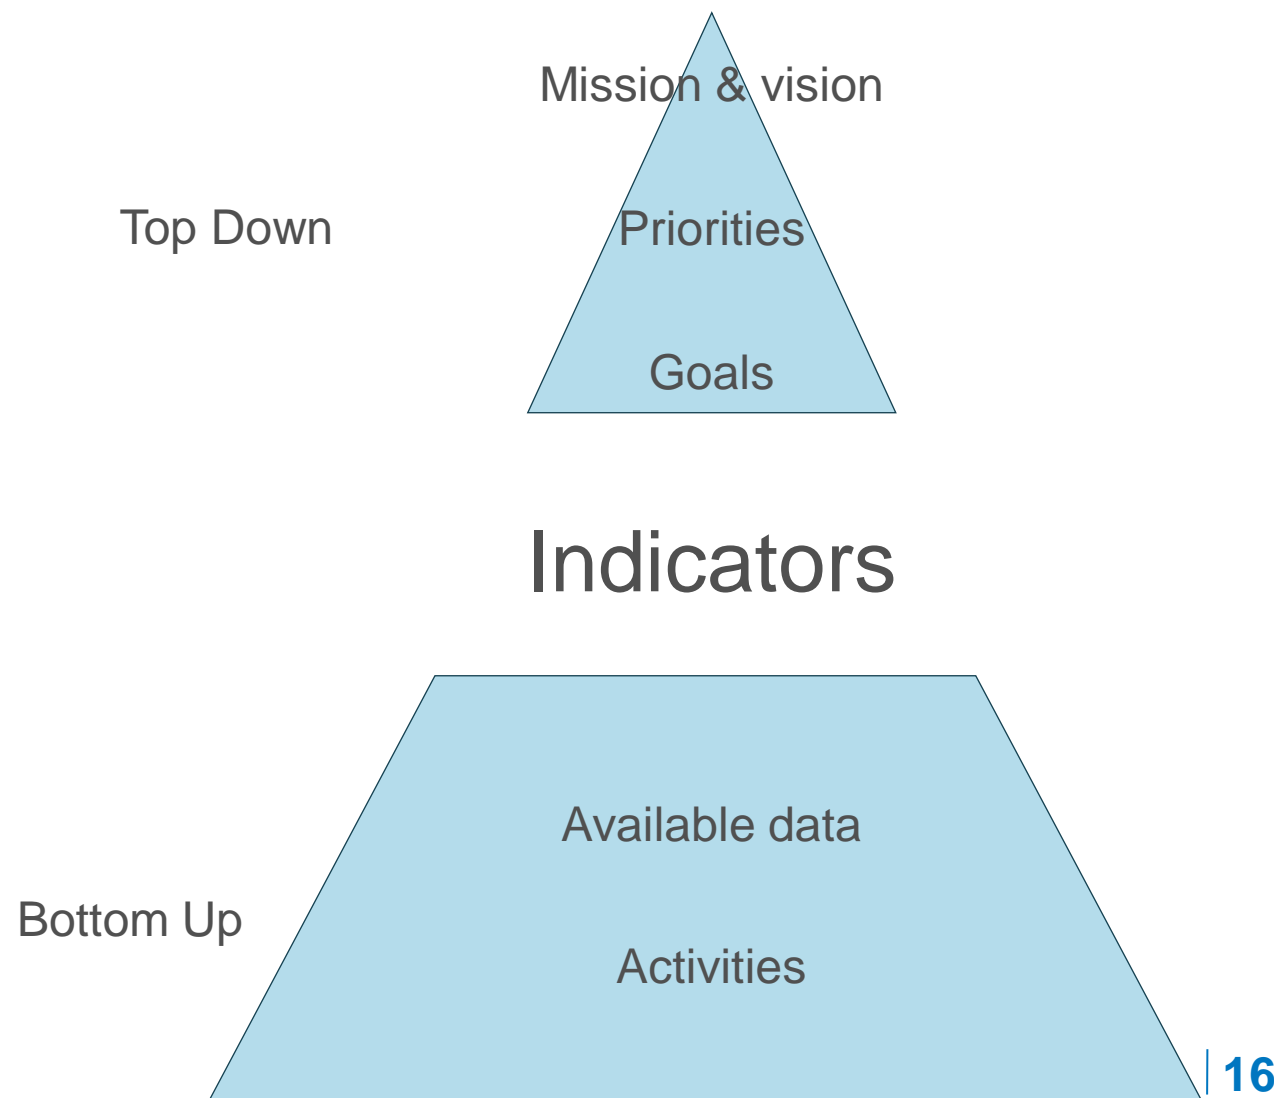 Mission & vision
Top Down
Priorities
Goals
Indicators
Available data
Bottom Up
Activities
16